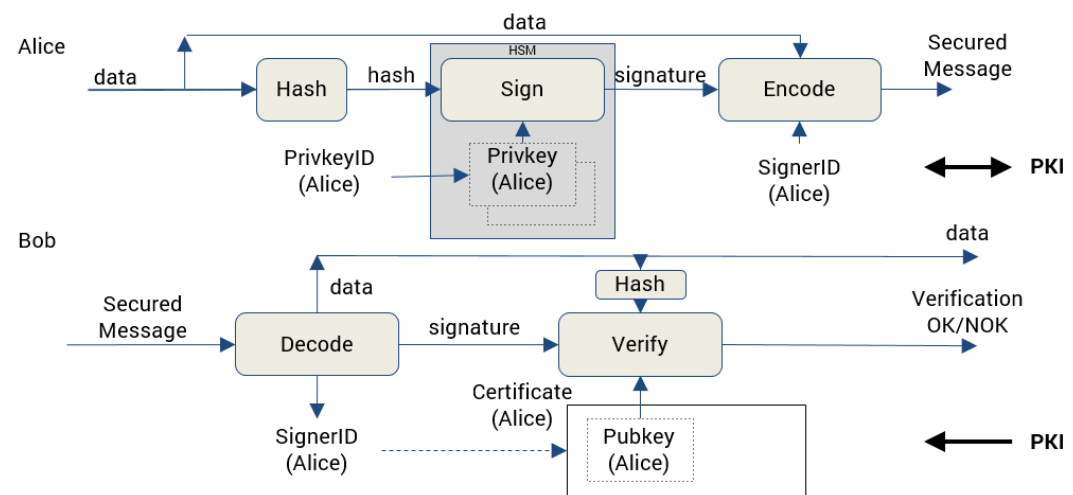 data
HSM
Alice
data
Hash
hash
Sign
signature
Encode
Secured
Message
PrivkeyID
(Alice)
Privkey
(Alice)
SignerID
(Alice)
PKI
Bob
data
data
Hash
Secured
Message
Decode
signature
Verify
Verification
OK/NOK
Certificate
(Alice)
SignerID
(Alice)
Pubkey
(Alice)
PKI